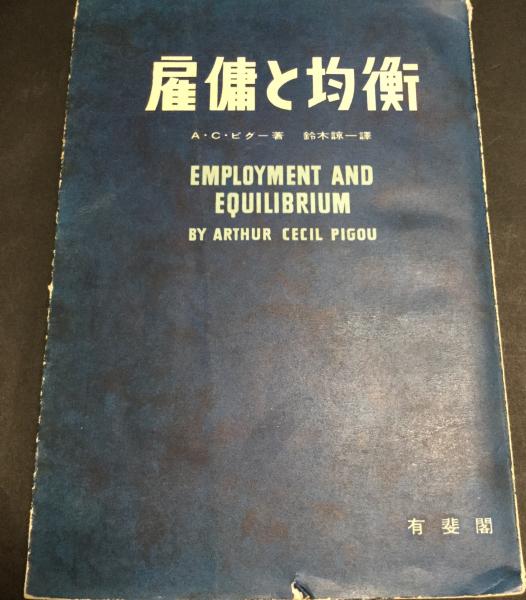 雇傭と均衡
A・C・ピグー著 鈴木諒一譯
EMPLOYMENT AND
EQUILIBRIUM
BY ARTHUR CECIL PIGOU
有斐閣